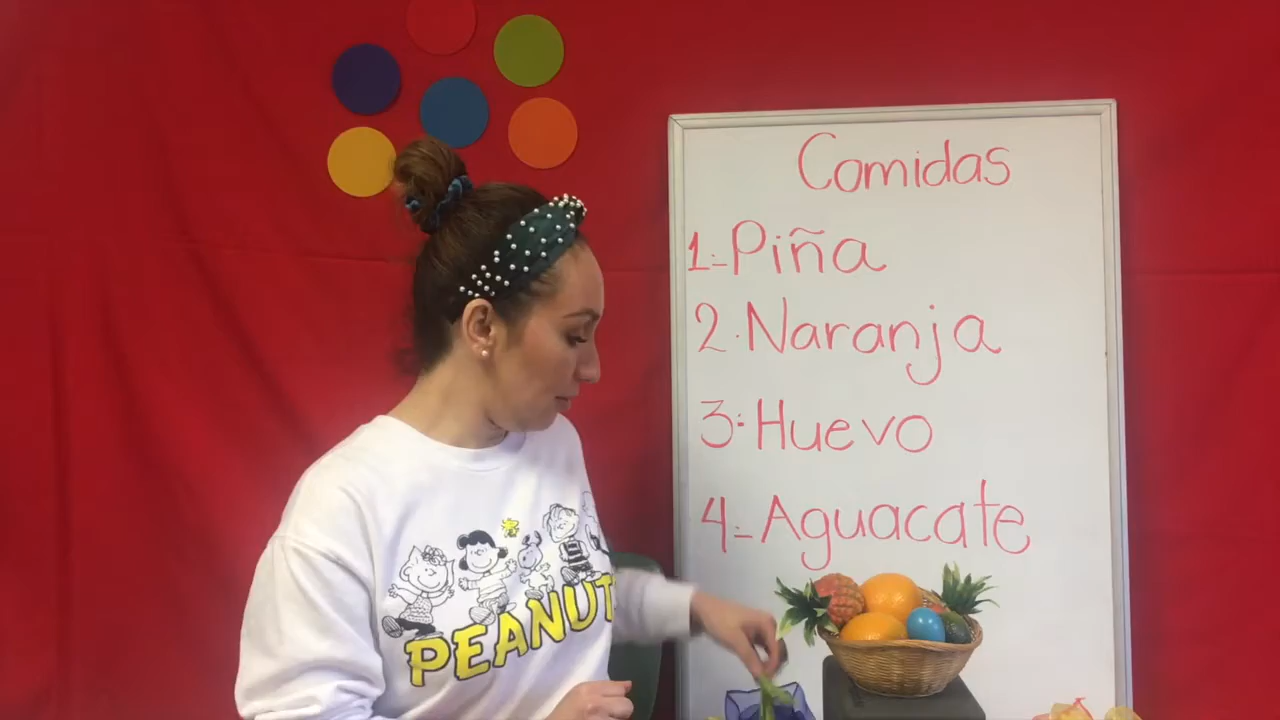 Comidas
1.- Piña
2. Naranja
3.- Huevo
4.- Aguacate
PEANUTS